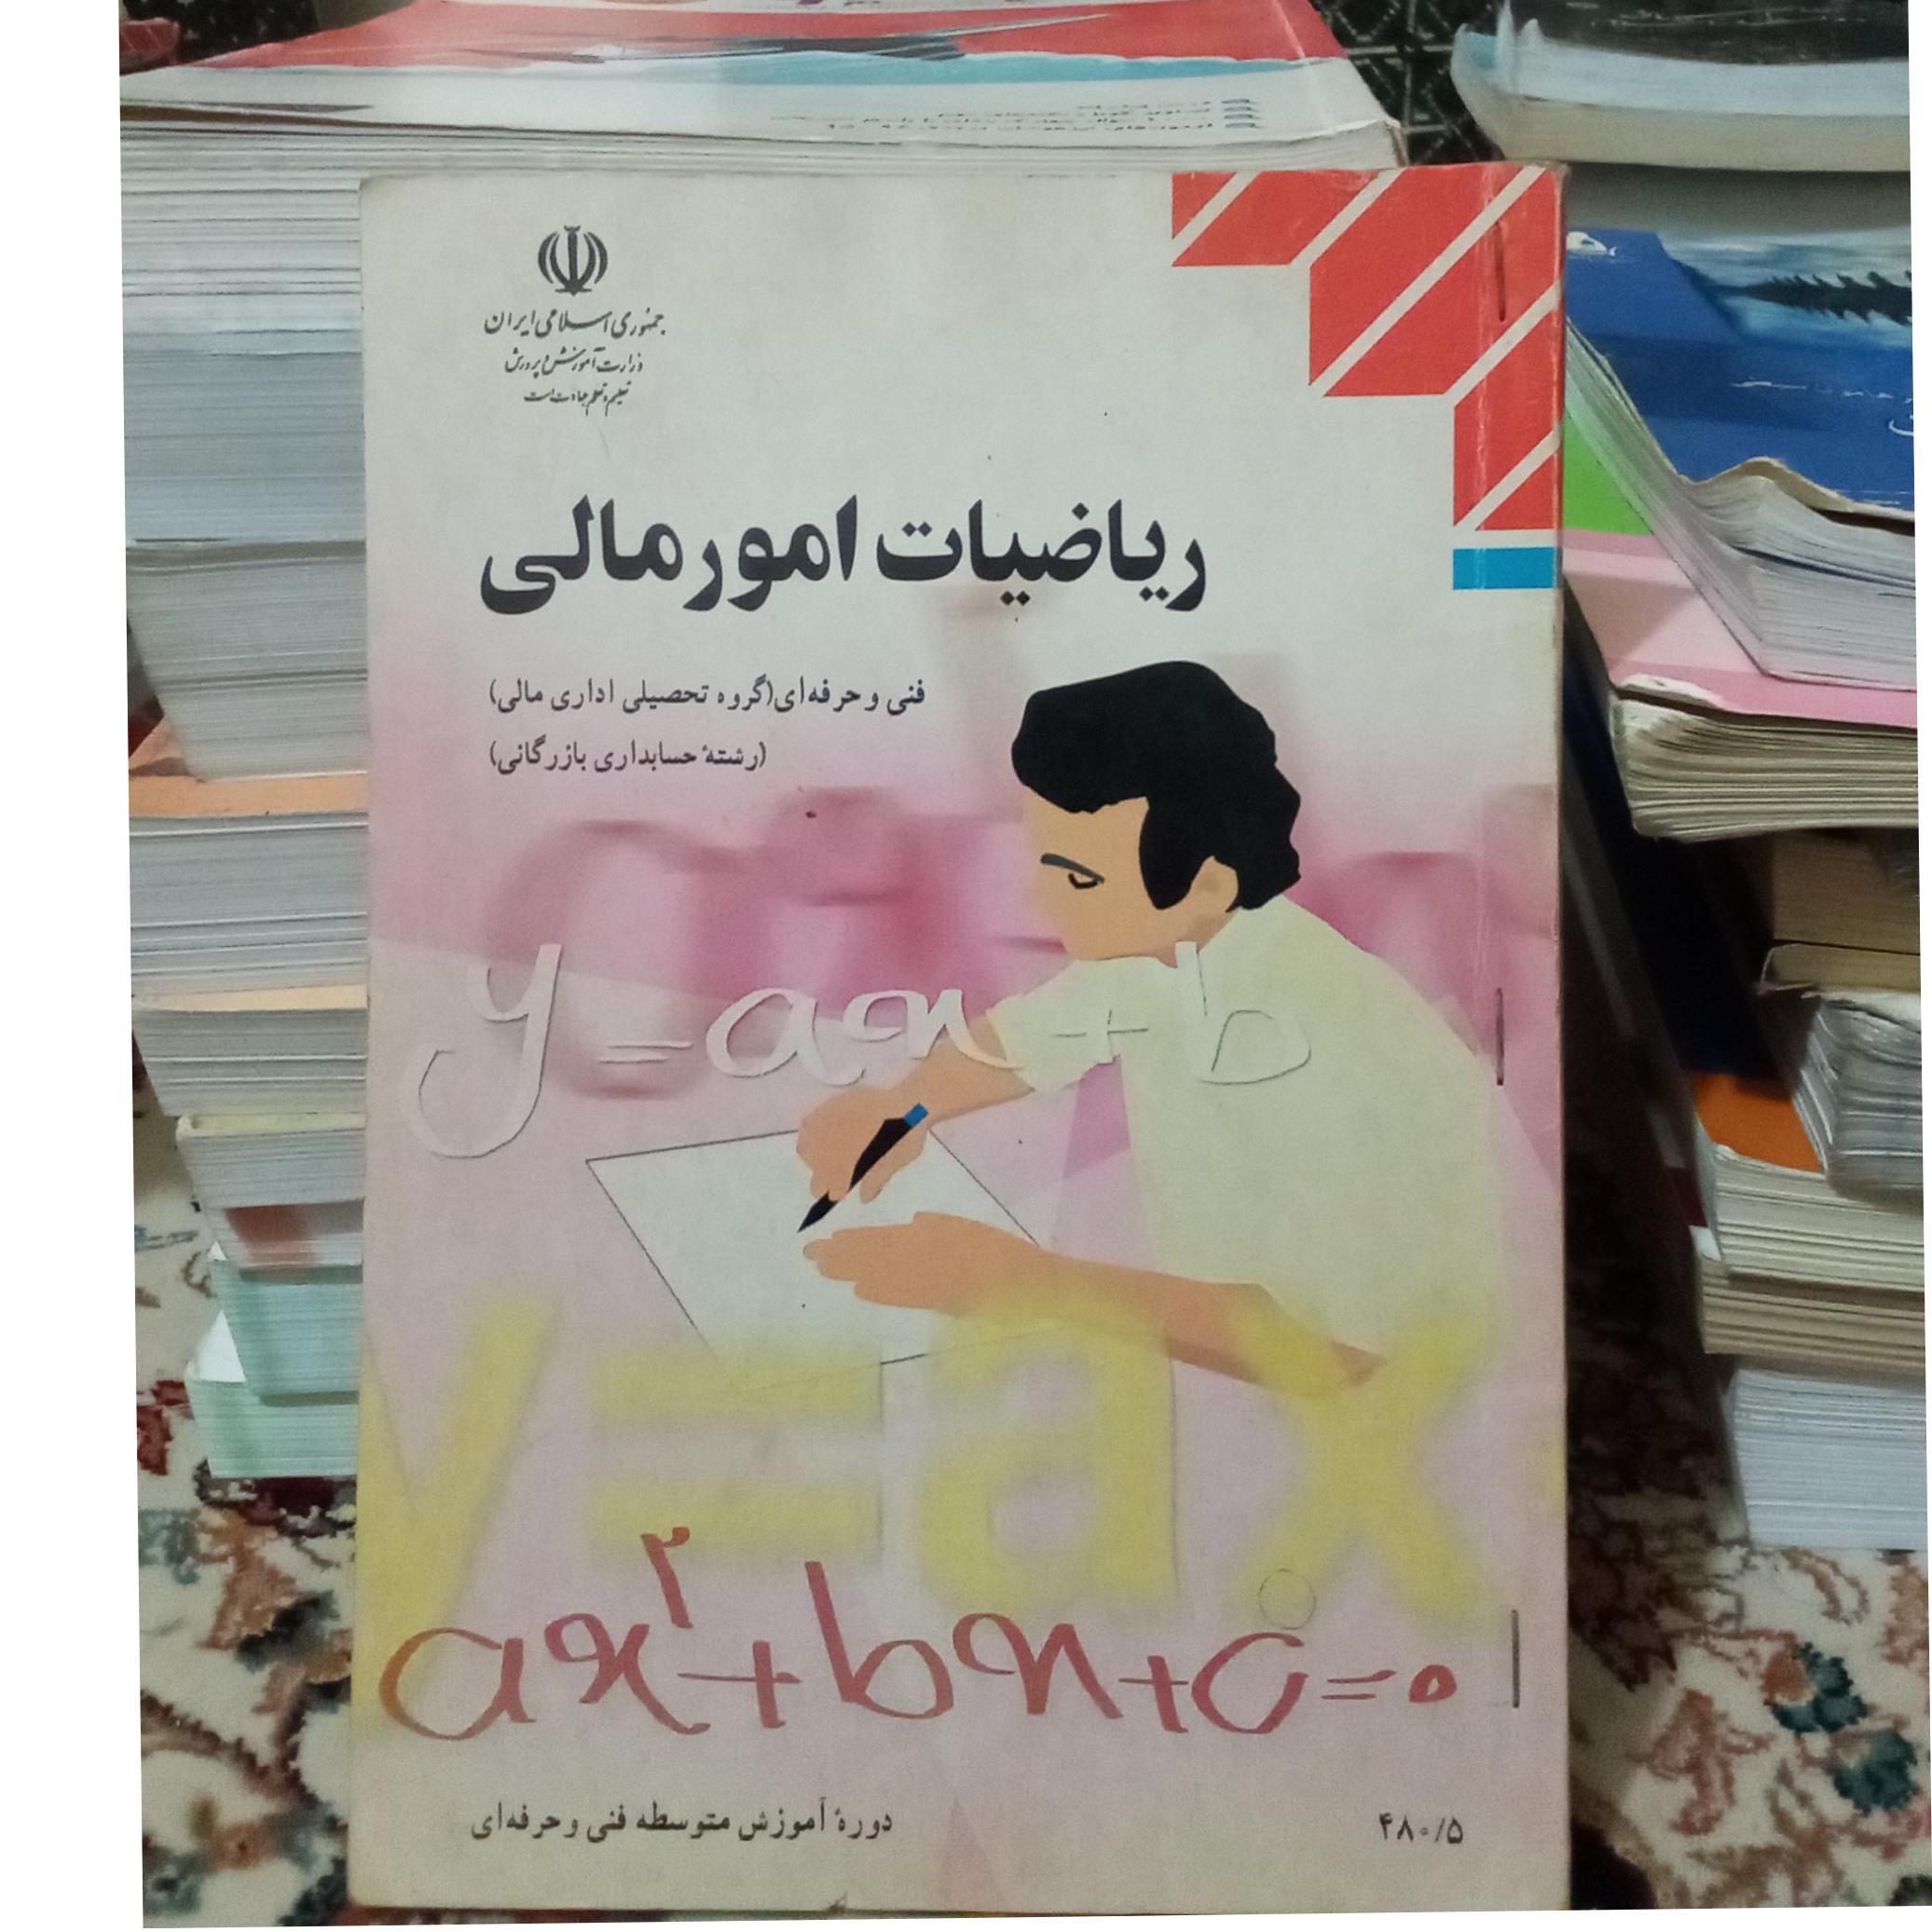 جمهوری اسلامی ایران
وزارت آموزش و پرورش
تعلیم و تعلم عبادت است
ریاضیات امور مالی
فنی و حرفه‌ای(گروه تحصیلی اداری مالی)
(رشتهٔ حسابداری بازرگانی)
y = ax + b
y = ax
ax²+bx+c=۰
دورهٔ آموزش متوسطه فنی و حرفه‌ای
۴۸۰/۵